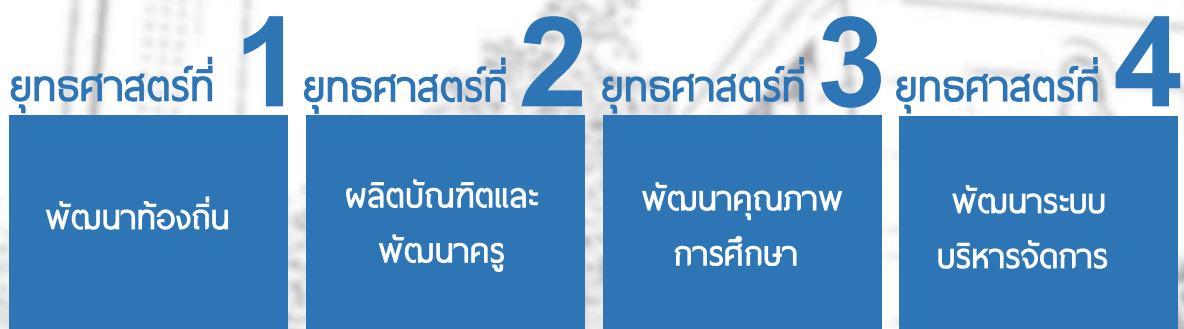 ยุทธศาสตร์ที่ 1
พัฒนาท้องถิ่น
ยุทธศาสตร์ที่ 2
ผลิตบัณฑิตและ
พัฒนาครู
ยุทธศาสตร์ที่ 3
พัฒนาคุณภาพ
การศึกษา
ยุทธศาสตร์ที่ 4
พัฒนาระบบ
บริหารจัดการ